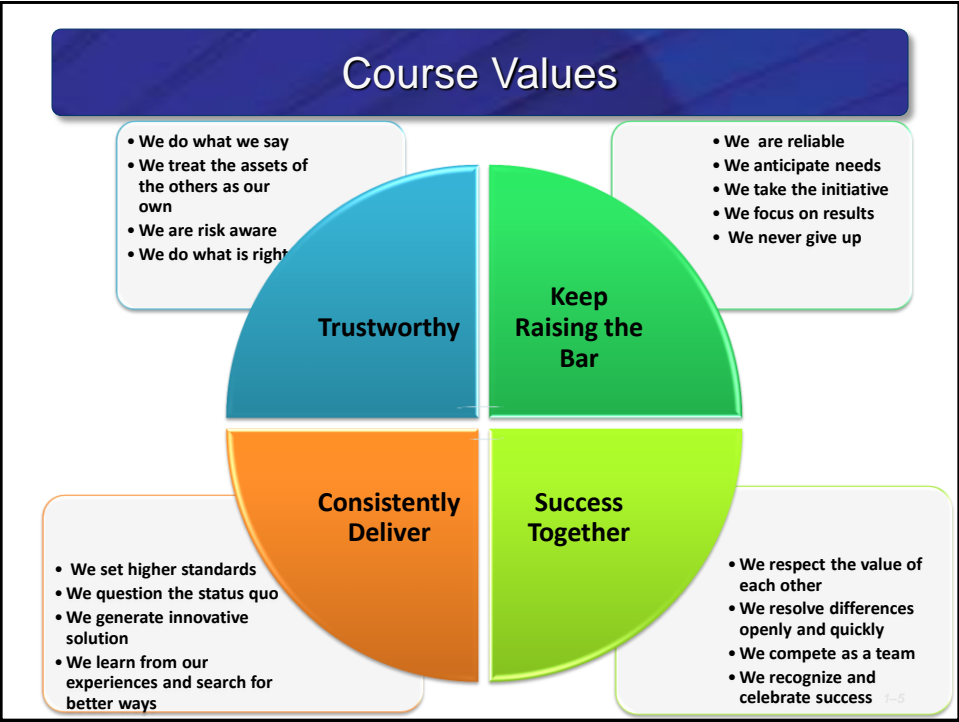 Course Values
• We do what we say
• We treat the assets of
the others as our
own
• We are risk aware
• We do what is right
• We are reliable
• We anticipate needs
• We take the initiative
• We focus on results
• We never give up
Trustworthy
Keep
Raising the
Bar
Consistently
Deliver
Success
Together
• We set higher standards
• We question the status quo
• We generate innovative
solution
• We learn from our
experiences and search for
better ways
• We respect the value of
each other
• We resolve differences
openly and quickly
• We compete as a team
• We recognize and
celebrate success
1–5